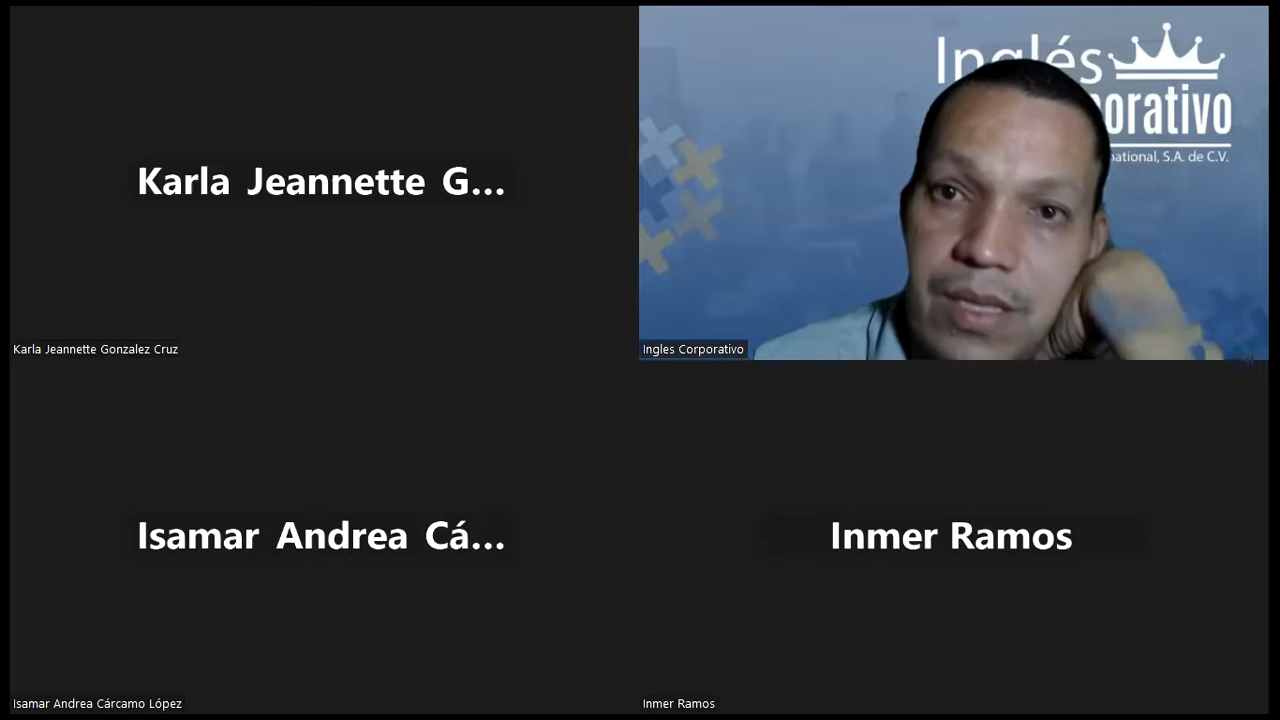 Karla Jeannette G...
Karla Jeannette Gonzalez Cruz
Inglés
orativo
national, S.A. de C.V.
Ingles Corporativo
Isamar Andrea Cá...
Isamar Andrea Cárcamo López
Inmer Ramos
Inmer Ramos